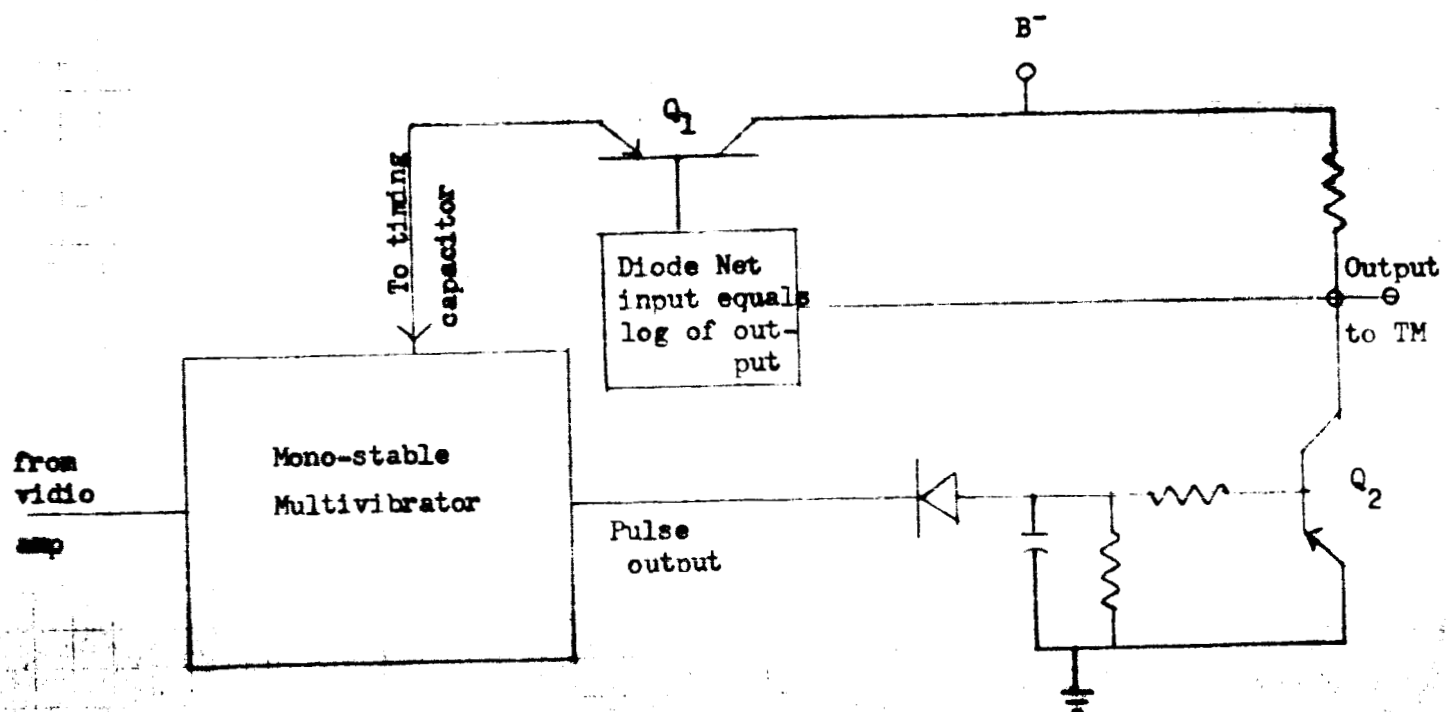 B⁻
Q1
To timing
capacitor
Diode Net
input equals
log of out-
put
Output
to TM
Mono-stable
Multivibrator
from
vidio
amp
Pulse
output
Q2